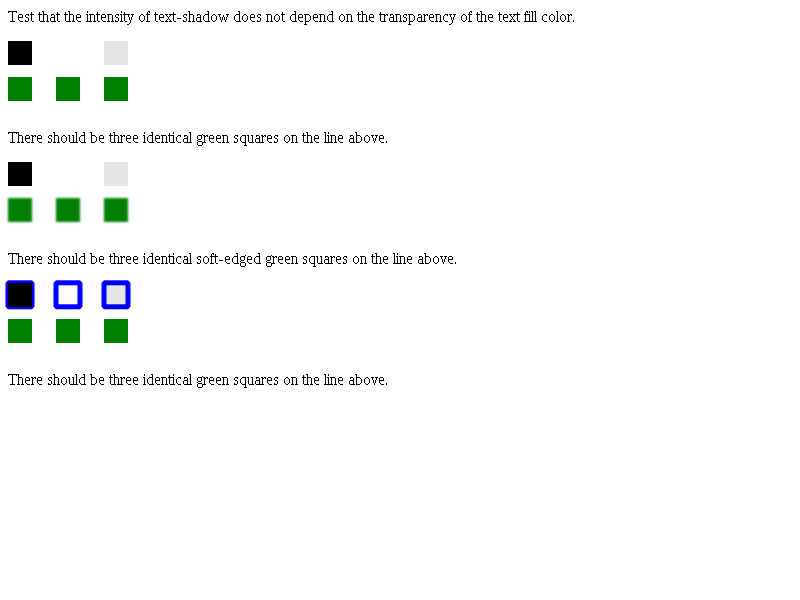 Test that the intensity of text-shadow does not depend on the transparency of the text fill color.
There should be three identical green squares on the line above.
There should be three identical soft-edged green squares on the line above.
There should be three identical green squares on the line above.